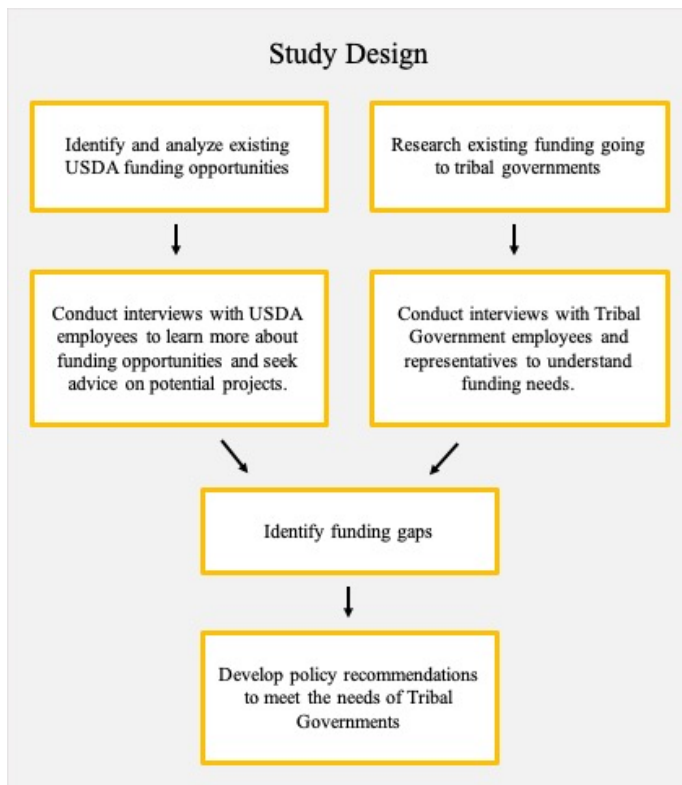 Study Design
Identify and analyze existing
USDA funding opportunities
Research existing funding going
to tribal governments
Conduct interviews with USDA
employees to learn more about
funding opportunities and seek
advice on potential projects.
Conduct interviews with Tribal
Government employees and
representatives to understand
funding needs.
Identify funding gaps
Develop policy recommendations
to meet the needs of Tribal
Governments